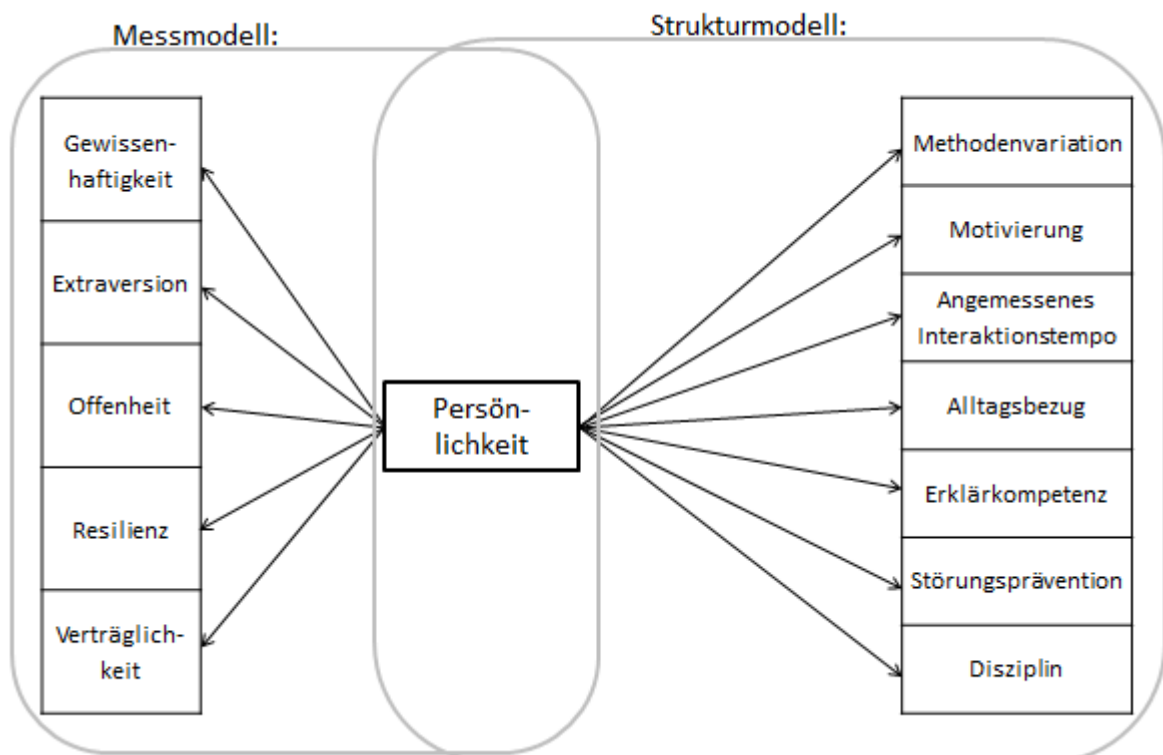 Messmodell:
Strukturmodell:
Gewissen-
haftigkeit
Extraversion
Offenheit
Resilienz
Verträglich-
keit
Persön-
lichkeit
Methodenvariation
Motivierung
Angemessenes
Interaktionstempo
Alltagsbezug
Erklärkompetenz
Störungsprävention
Disziplin